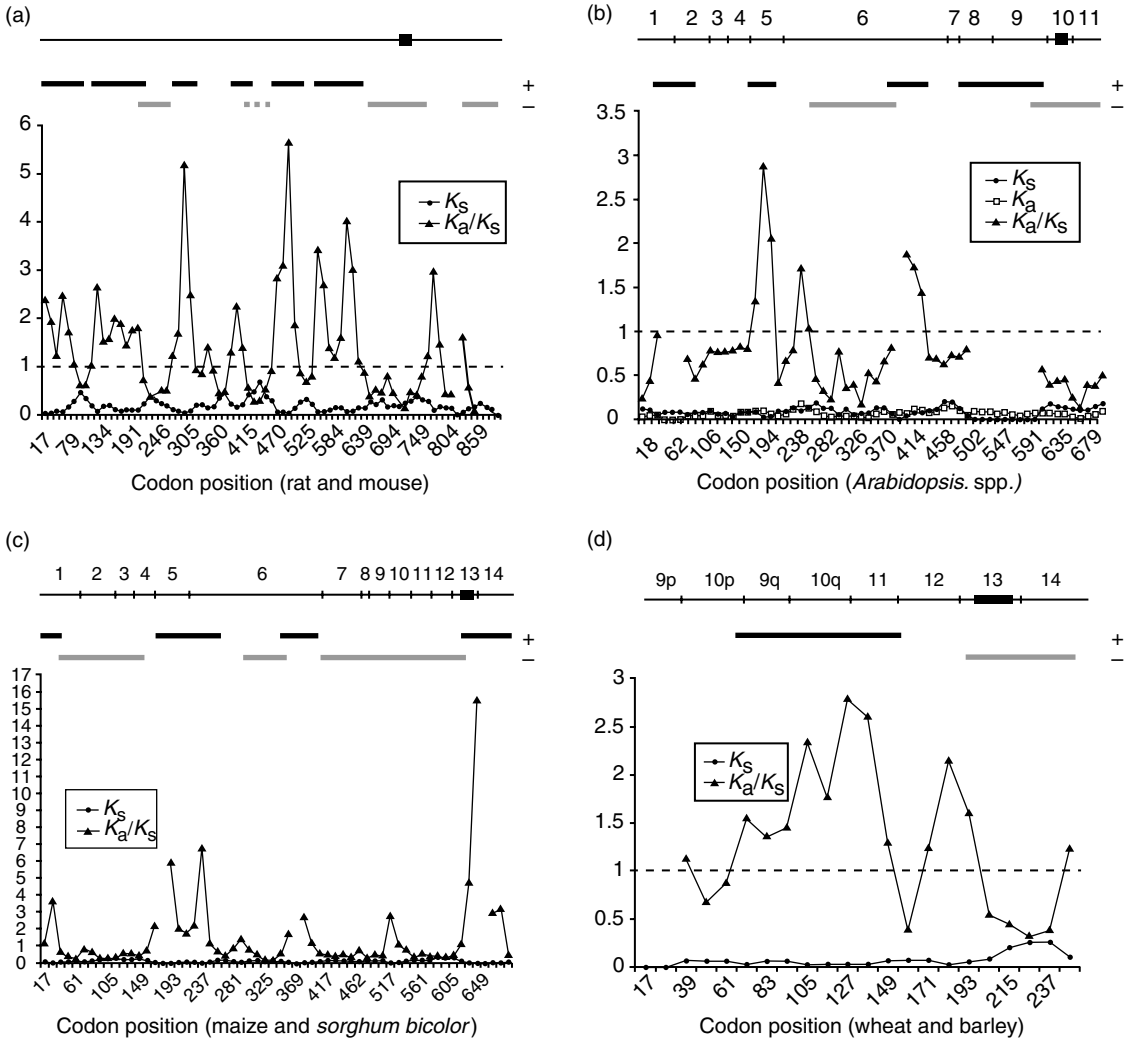 (a)
+
–
6
5
4
3
2
1
0
Ks
Ka/Ks
17 79 134 191 246 305 360 415 470 525 584 639 694 749 804 859
Codon position (rat and mouse)
(b)
1 2 3 4 5 6 7 8 9 10 11
+
–
3.5
3
2.5
2
1.5
1
0.5
0
Ks
Ka
Ka/Ks
18 62 106 150 194 238 282 326 370 414 458 502 547 591 635 679
Codon position (Arabidopsis. spp.)
(c)
1 2 3 4 5 6 7 8 9 10 11 12 13 14
+
–
17
16
15
14
13
12
11
10
9
8
7
6
5
4
3
2
1
0
Ks
Ka/Ks
17 61 105 149 193 237 281 325 369 417 462 517 561 605 649
Codon position (maize and sorghum bicolor)
(d)
9p 10p 9q 10q 11 12 13 14
+
–
3
2.5
2
1.5
1
0.5
0
Ks
Ka/Ks
17 39 61 83 105 127 149 171 193 215 237
Codon position (wheat and barley)